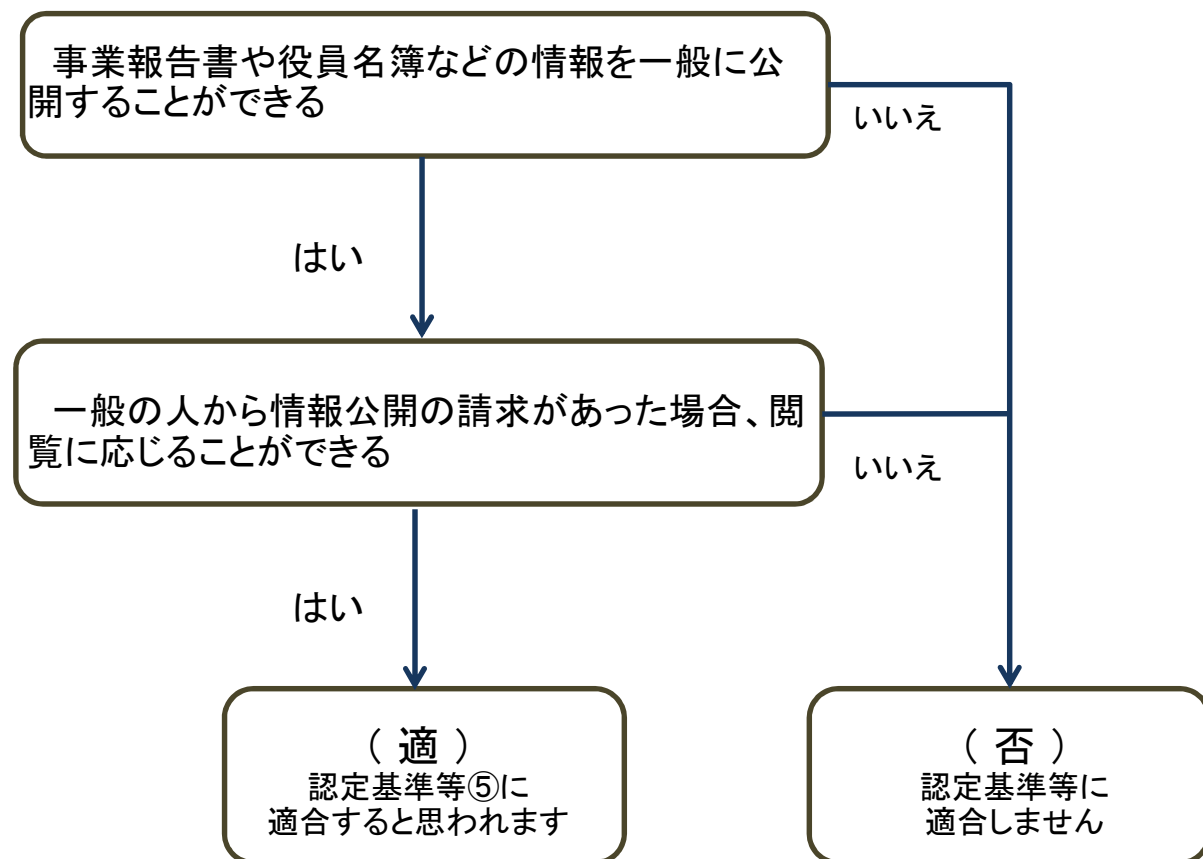 事業報告書や役員名簿などの情報を一般に公
開することができる
いいえ
はい
一般の人から情報公開の請求があった場合、閲
覧に応じることができる
いいえ
はい
（ 適 ）
認定基準等⑤に
適合すると思われます
（ 否 ）
認定基準等に
適合しません